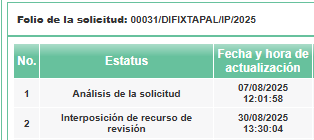 Folio de la solicitud: 00031/DIFIXTAPAL/IP/2025
No. Estatus Fecha y hora de
actualización
1 Análisis de la solicitud 07/08/2025
12:01:58
2 Interposición de recurso de
revisión 30/08/2025
13:30:04